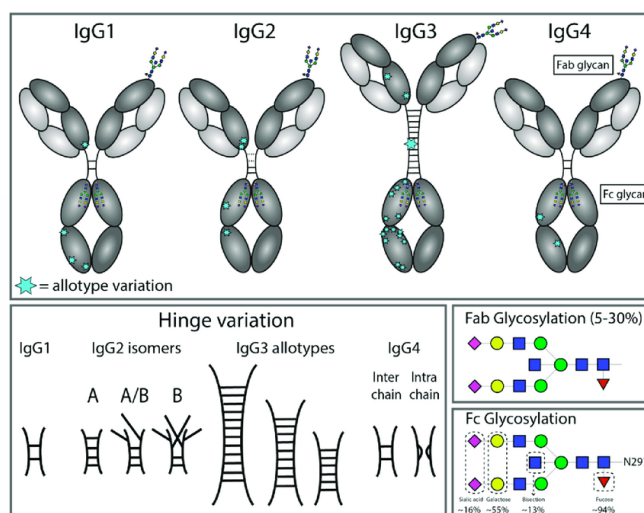 IgG1 IgG2 IgG3 IgG4
Fab glycan
Fc glycan
= allotype variation
Hinge variation
IgG1 IgG2 isomers IgG3 allotypes IgG4
A A/B B
Inter chain
Intra chain
Fab Glycosylation (5-30%)
Fc Glycosylation
N29
Sialic acid Galactose Bisection Fucose
~16% ~55% ~13% ~94%